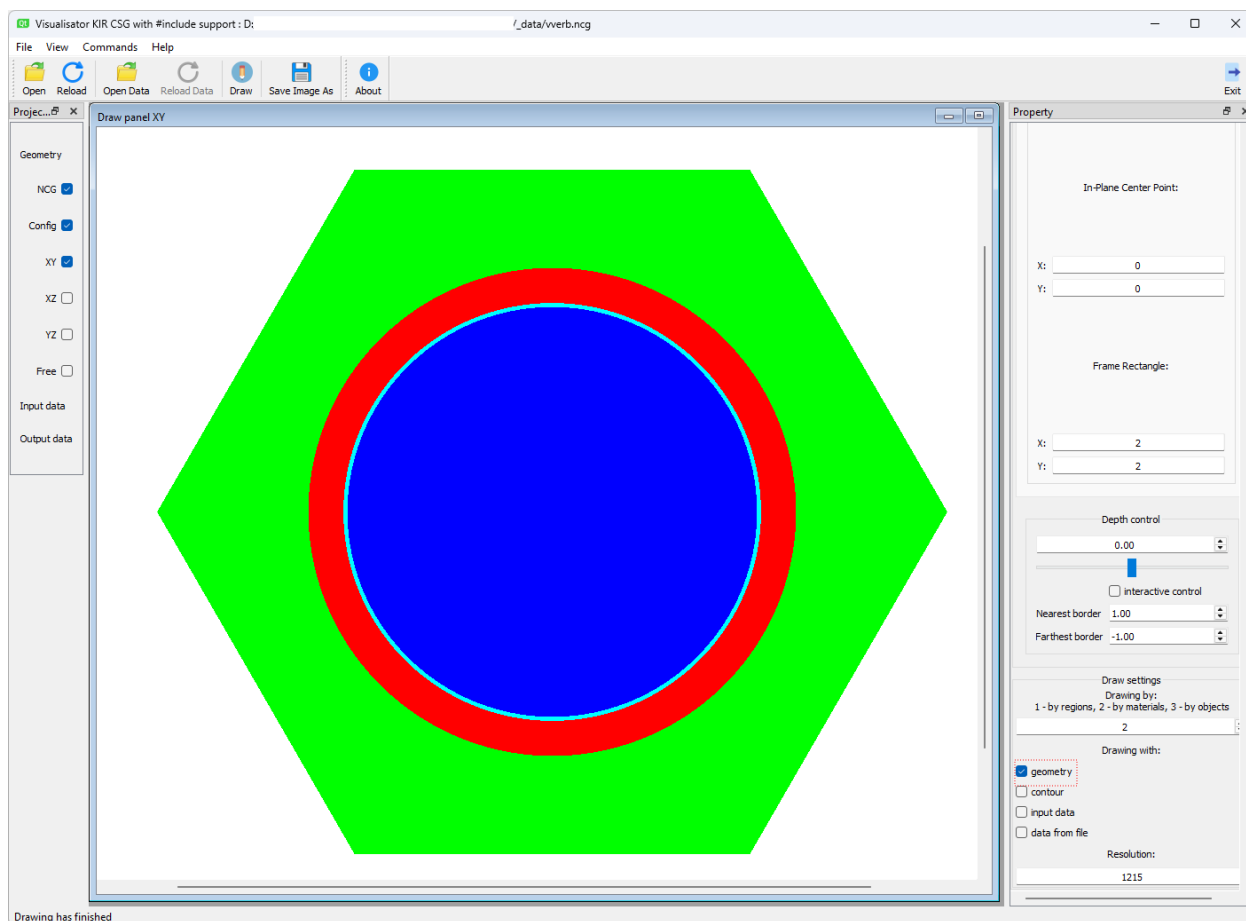 Visualisator KIR CSG with #include support : D: /_data/vverb.ncg
File View Commands Help
Open Reload Open Data Reload Data Draw Save Image As About Exit
Projec...
Draw panel XY
Property
Geometry
NCG
Config
XY
XZ
YZ
Free
Input data
Output data
In-Plane Center Point:
X: 0
Y: 0
Frame Rectangle:
X: 2
Y: 2
Depth control
0.00
interactive control
Nearest border 1.00
Farthest border -1.00
Draw settings
Drawing by:
1 - by regions, 2 - by materials, 3 - by objects
2
Drawing with:
geometry
contour
input data
data from file
Resolution:
1215
Drawing has finished